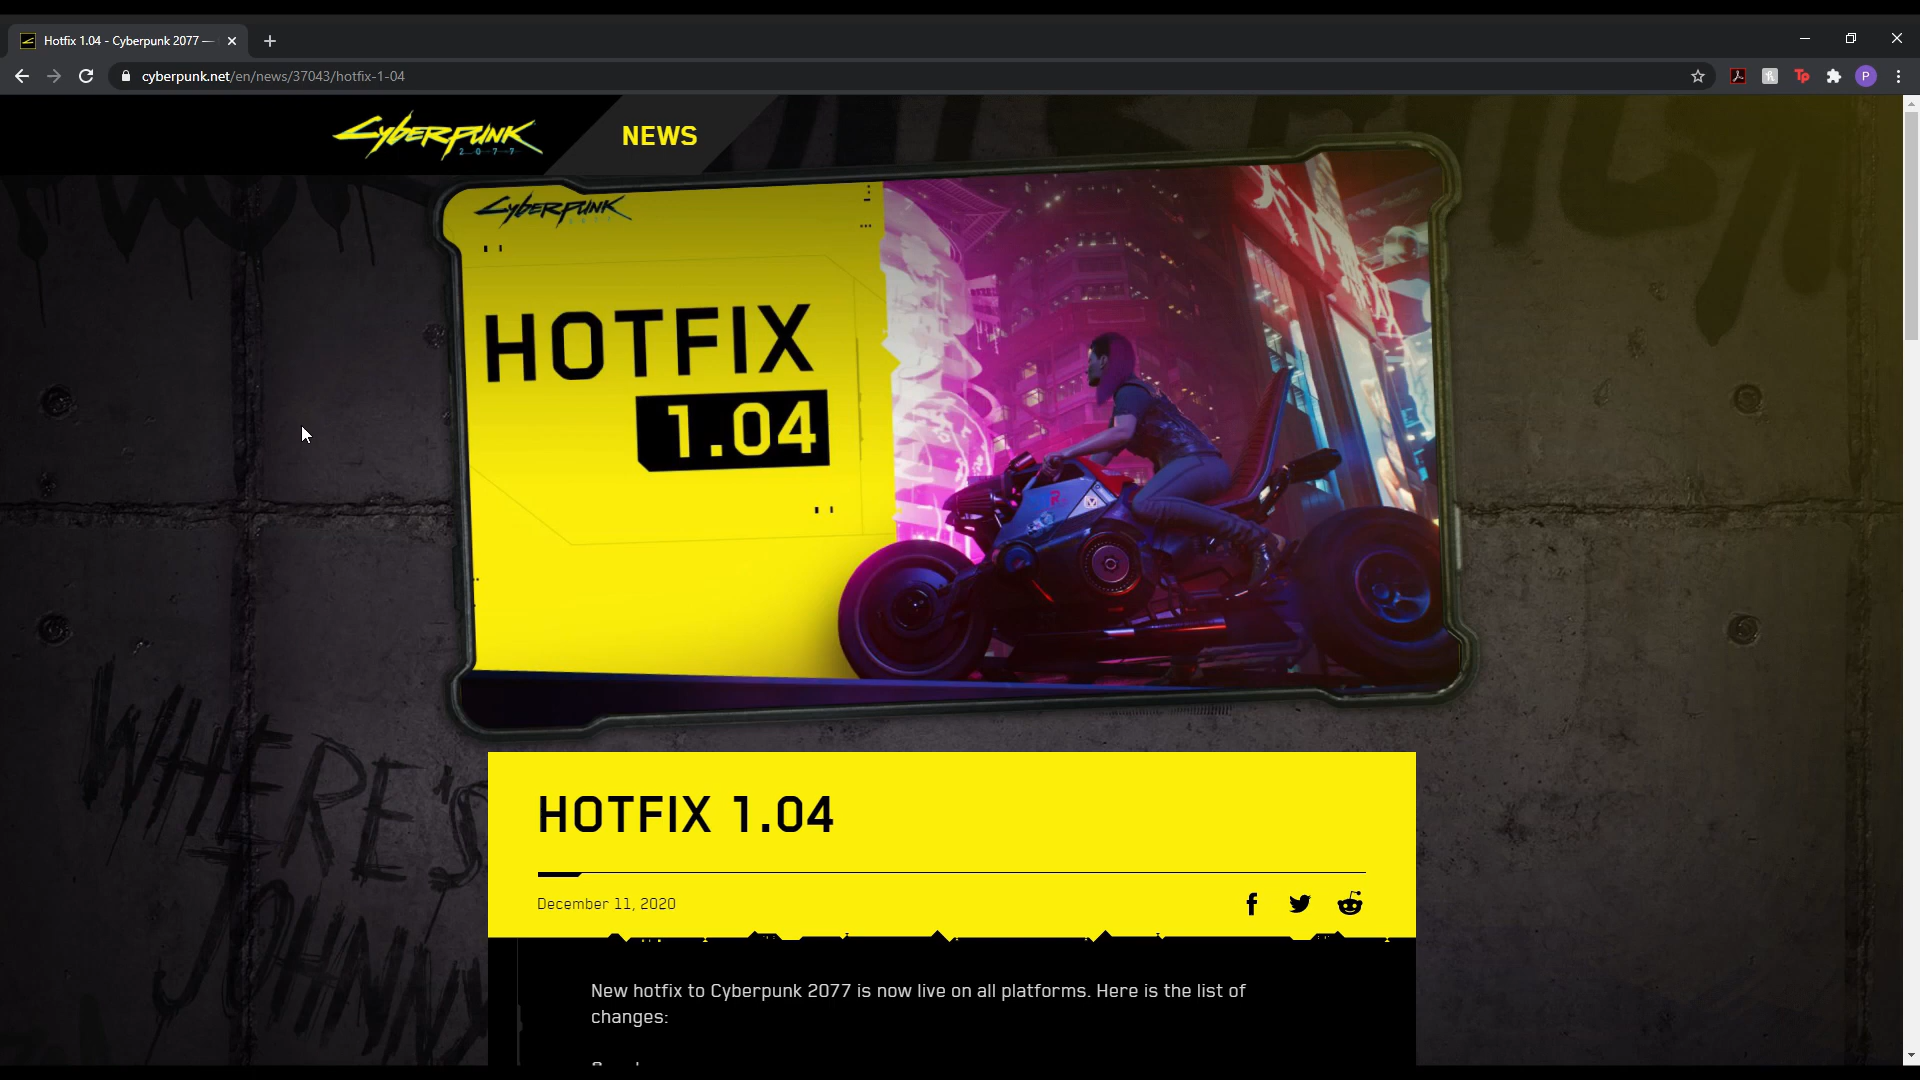 Hotfix 1.04 - Cyberpunk 2077 —
cyberpunk.net/en/news/37043/hotfix-1-04
P
CYBERPUNK
2077
NEWS
CYBERPUNK
HOTFIX
1.04
WHERE'S
JOHNNY
HOTFIX 1.04
December 11, 2020
New hotfix to Cyberpunk 2077 is now live on all platforms. Here is the list of
changes: